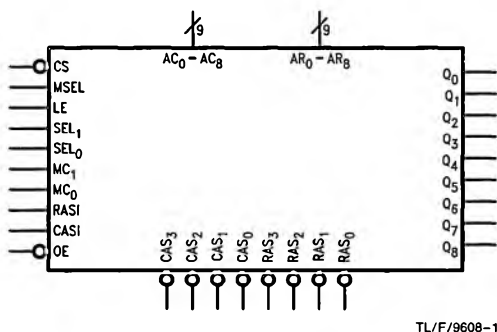 9 9
AC₀ – AC₈ AR₀ – AR₈
CS
MSEL
LE
SEL₁
SEL₀
MC₁
MC₀
RASI
CASI
OE
Q₀
Q₁
Q₂
Q₃
Q₄
Q₅
Q₆
Q₇
Q₈
CAS₃ CAS₂ CAS₁ CAS₀ RAS₃ RAS₂ RAS₁ RAS₀
TL/F/9608–1